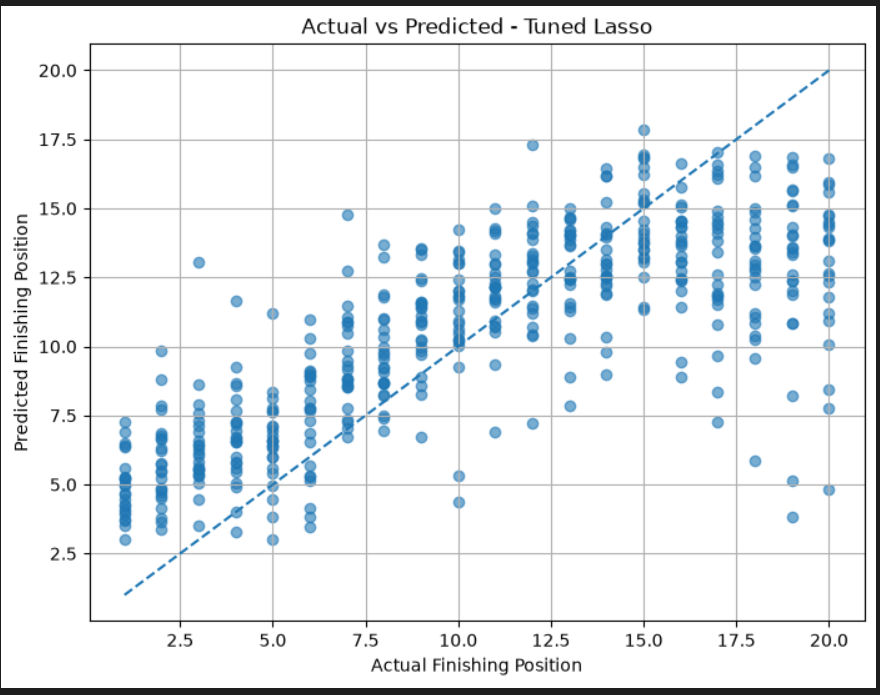 Actual vs Predicted - Tuned Lasso
20.0
17.5
15.0
12.5
10.0
7.5
5.0
2.5
Predicted Finishing Position
2.5 5.0 7.5 10.0 12.5 15.0 17.5 20.0
Actual Finishing Position